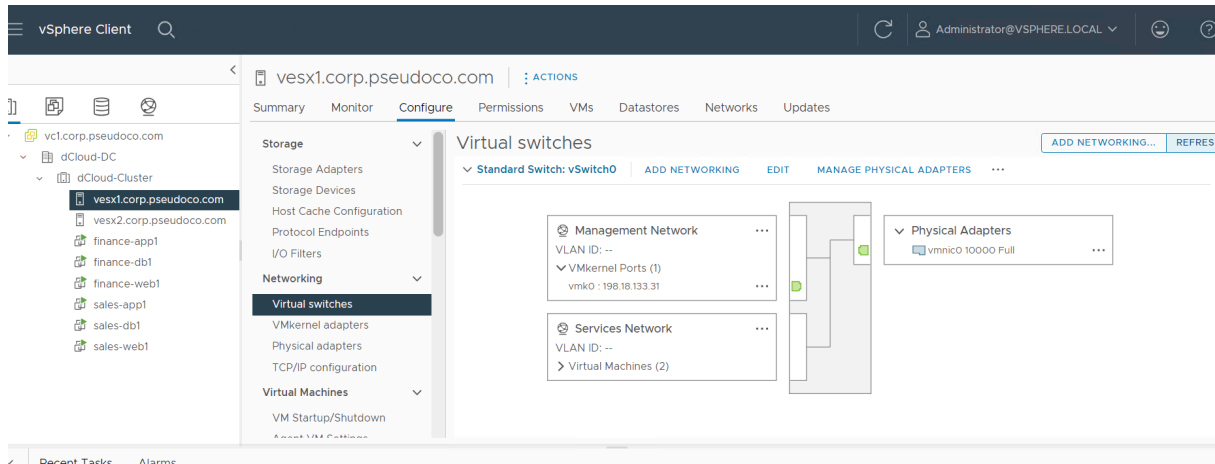 vSphere Client
Administrator@VSPHERE.LOCAL
vesx1.corp.pseudoco.com
ACTIONS
Summary Monitor Configure Permissions VMs Datastores Networks Updates
vc1.corp.pseudoco.com
dCloud-DC
dCloud-Cluster
vesx1.corp.pseudoco.com
vesx2.corp.pseudoco.com
finance-app1
finance-db1
finance-web1
sales-app1
sales-db1
sales-web1
Storage
Storage Adapters
Storage Devices
Host Cache Configuration
Protocol Endpoints
I/O Filters
Networking
Virtual switches
VMkernel adapters
Physical adapters
TCP/IP configuration
Virtual Machines
VM Startup/Shutdown
Agent VM Settings
Virtual switches
ADD NETWORKING... REFRES
Standard Switch: vSwitch0 ADD NETWORKING EDIT MANAGE PHYSICAL ADAPTERS ...
Management Network ...
VLAN ID: --
VMkernel Ports (1)
vmk0 : 198.18.133.31 ...
Services Network ...
VLAN ID: --
Virtual Machines (2)
Physical Adapters
vmnic0 10000 Full ...
Recent Tasks Alarms